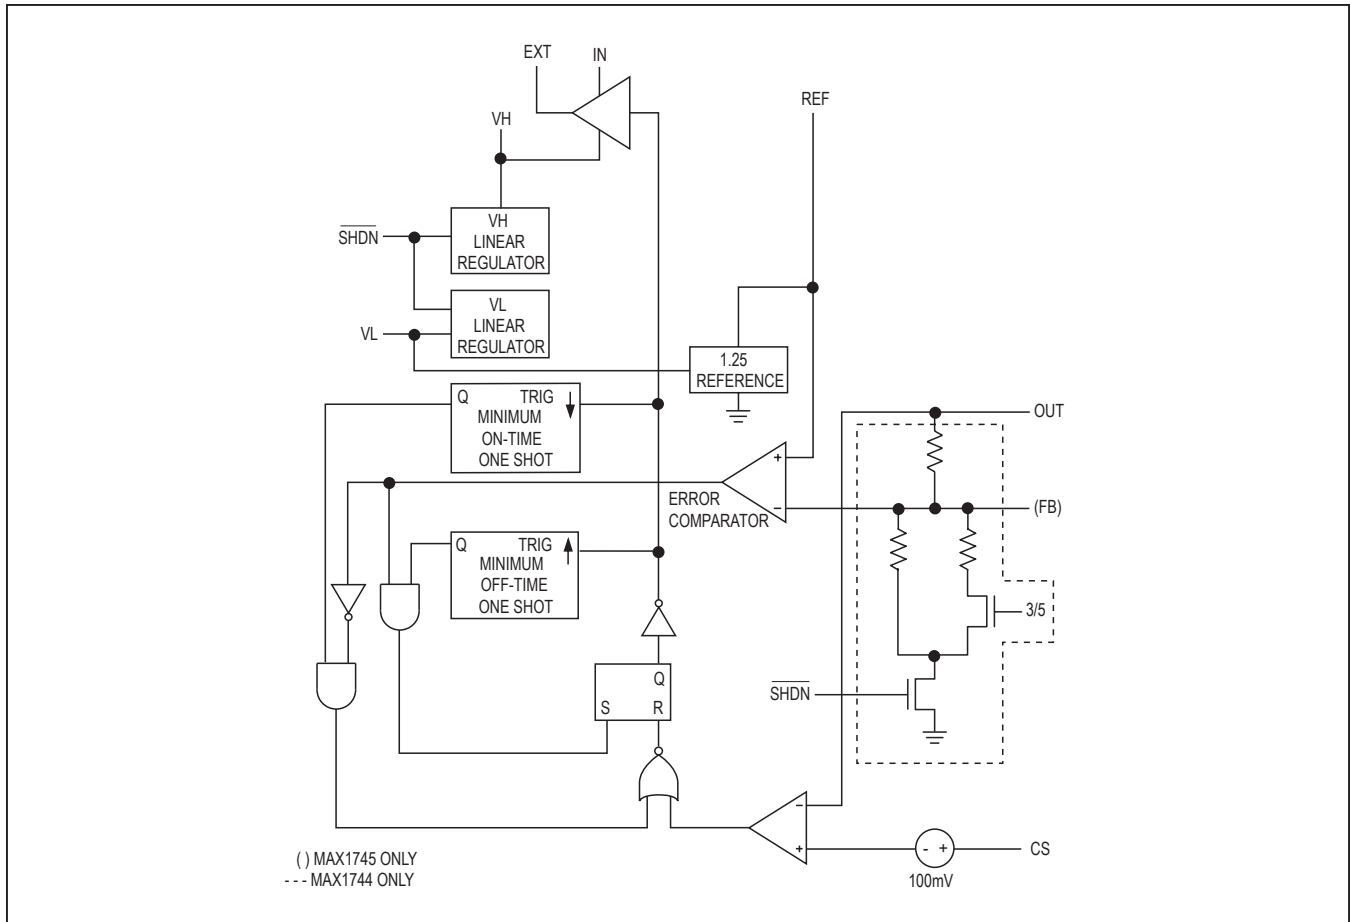 EXT
IN
REF
VH
SHDN
VH
LINEAR
REGULATOR
VL
VL
LINEAR
REGULATOR
1.25
REFERENCE
Q TRIG
MINIMUM
ON-TIME
ONE SHOT
OUT
+
−
ERROR
COMPARATOR
(FB)
Q TRIG
MINIMUM
OFF-TIME
ONE SHOT
3/5
Q
S R
SHDN
−
+
- +
CS
100mV
( ) MAX1745 ONLY
- - - MAX1744 ONLY